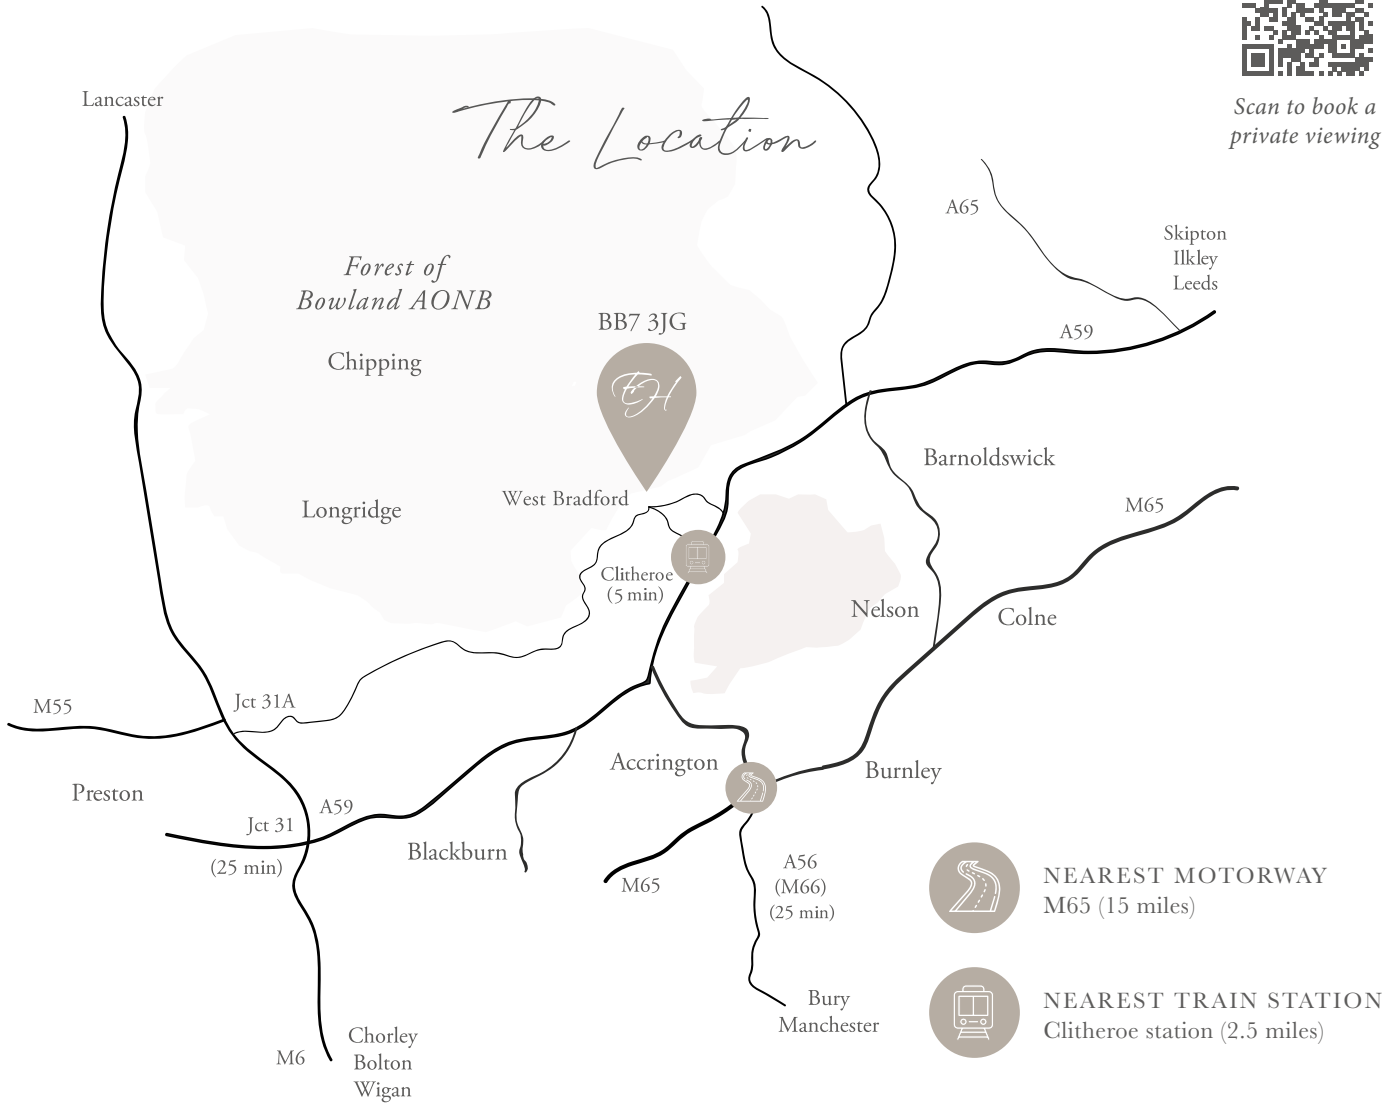 Scan to book a
private viewing
Lancaster
The Location
A65
Skipton
Ilkley
Leeds
Forest of
Bowland AONB
BB7 3JG
A59
Chipping
EH
Barnoldswick
West Bradford
M65
Longridge
Clitheroe
(5 min)
Nelson
Colne
Jct 31A
M55
Accrington
Burnley
Preston
A59
Jct 31
(25 min)
Blackburn
M65
A56
(M66)
(25 min)
NEAREST MOTORWAY
M65 (15 miles)
Bury
Manchester
NEAREST TRAIN STATION
Clitheroe station (2.5 miles)
M6
Chorley
Bolton
Wigan